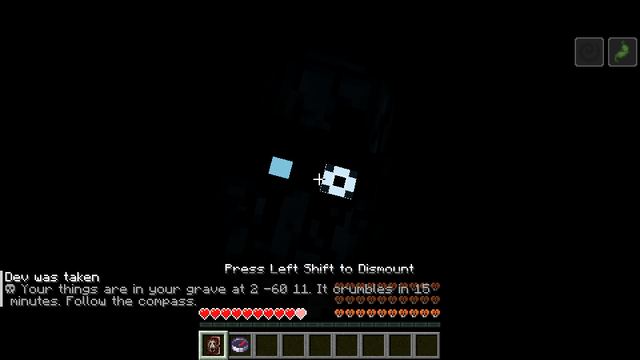 Press Left Shift to Dismount
Dev was taken
☠ Your things are in your grave at 2 -60 11. It crumbles in 15
minutes. Follow the compass.